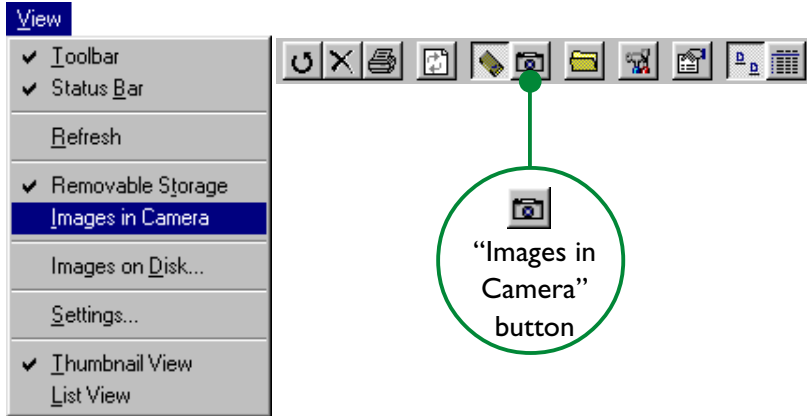 View
Toolbar
Status Bar
Refresh
Removable Storage
Images in Camera
Images on Disk...
Settings...
Thumbnail View
List View
“Images in
Camera”
button